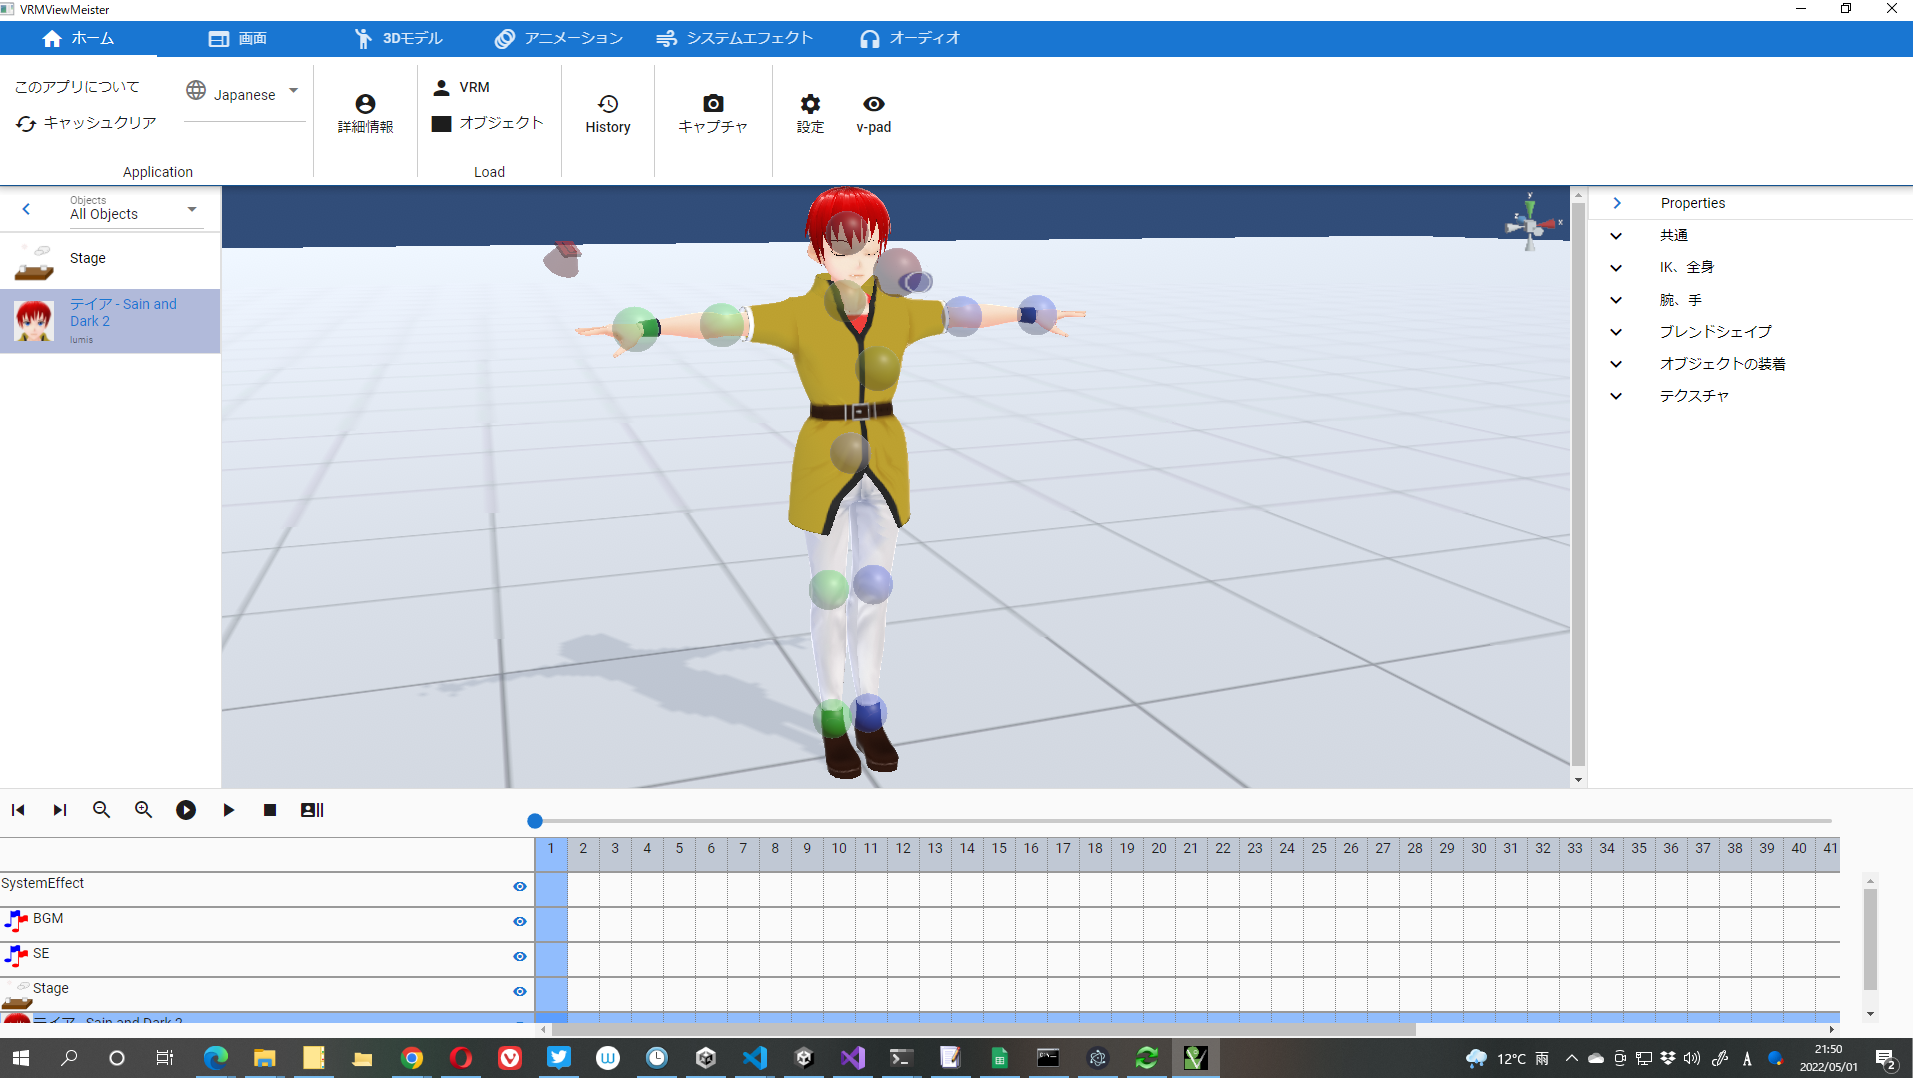 VRMViewMeister
ホーム 画面 3Dモデル アニメーション システムエフェクト オーディオ
このアプリについて
Japanese
キャッシュクリア
Application
詳細情報
VRM
オブジェクト
Load
History
キャプチャ
設定
v-pad
Objects
All Objects
Stage
テイア - Sain and
Dark 2
lumis
y
z
x
Properties
共通
IK、全身
腕、手
ブレンドシェイプ
オブジェクトの装着
テクスチャ
1 2 3 4 5 6 7 8 9 10 11 12 13 14 15 16 17 18 19 20 21 22 23 24 25 26 27 28 29 30 31 32 33 34 35 36 37 38 39 40 41
SystemEffect
BGM
SE
Stage
テイア - Sain and Dark 2
12°C 雨
A
21:50
2022/05/01
2